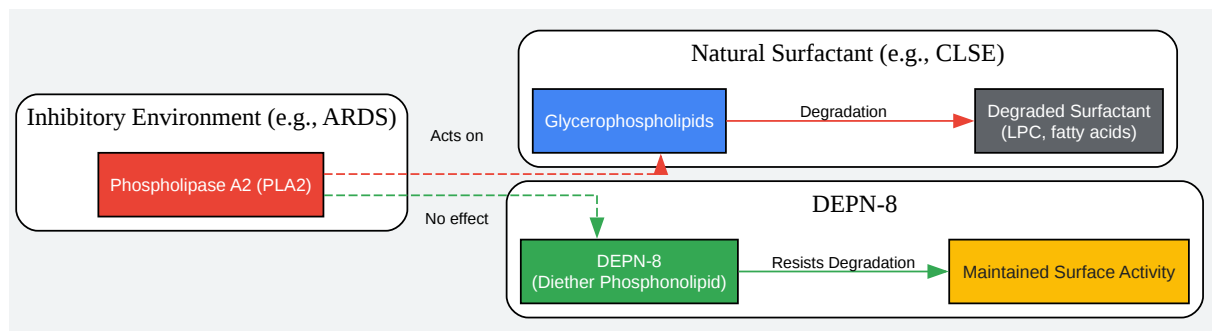 Natural Surfactant (e.g., CLSE)
Glycerophospholipids
Degradation
Degraded Surfactant
(LPC, fatty acids)
Inhibitory Environment (e.g., ARDS)
Phospholipase A2 (PLA2)
Acts on
No effect
DEPN-8
DEPN-8
(Diether Phosphonolipid)
Resists Degradation
Maintained Surface Activity